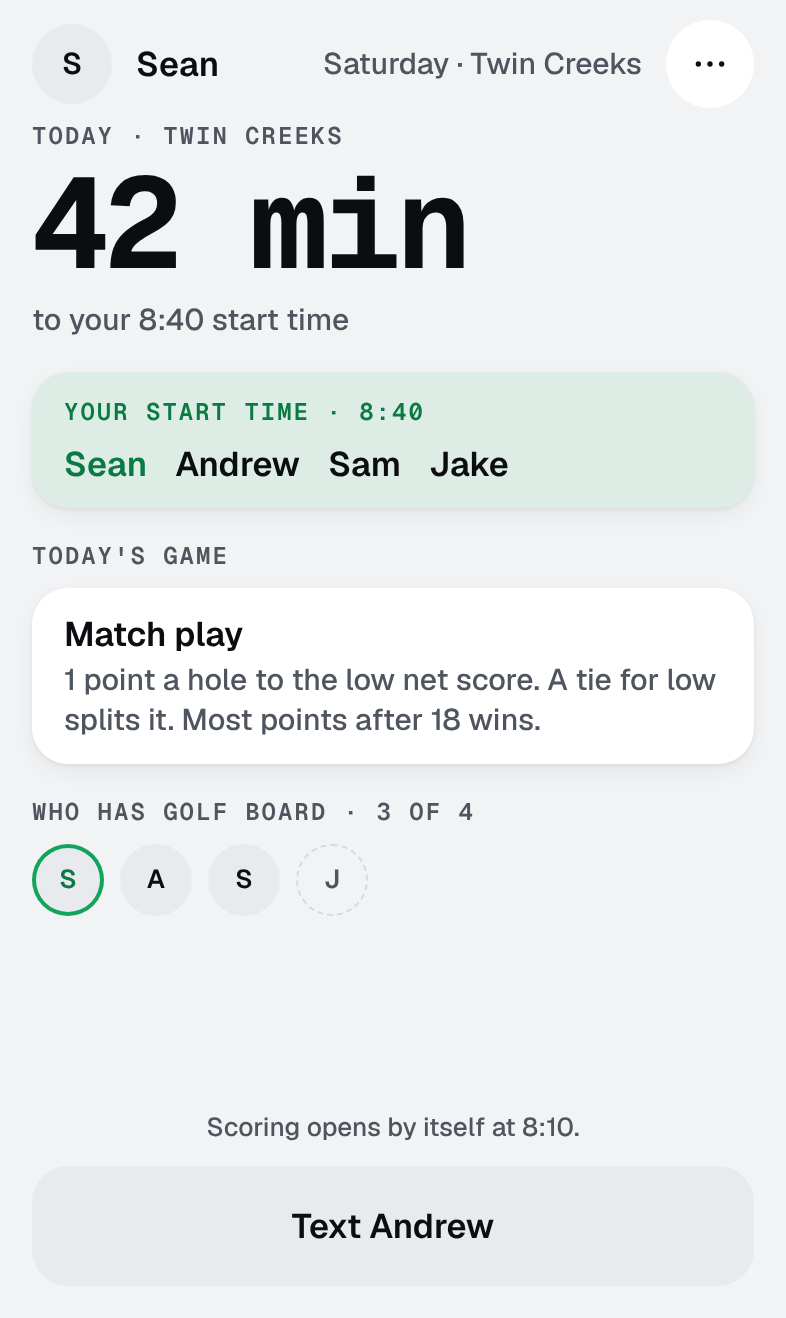 S Sean Saturday · Twin Creeks ···
TODAY · TWIN CREEKS
42 min
to your 8:40 start time
YOUR START TIME · 8:40
Sean Andrew Sam Jake
TODAY'S GAME
Match play
1 point a hole to the low net score. A tie for low
splits it. Most points after 18 wins.
WHO HAS GOLF BOARD · 3 OF 4
S A S J
Scoring opens by itself at 8:10.
Text Andrew